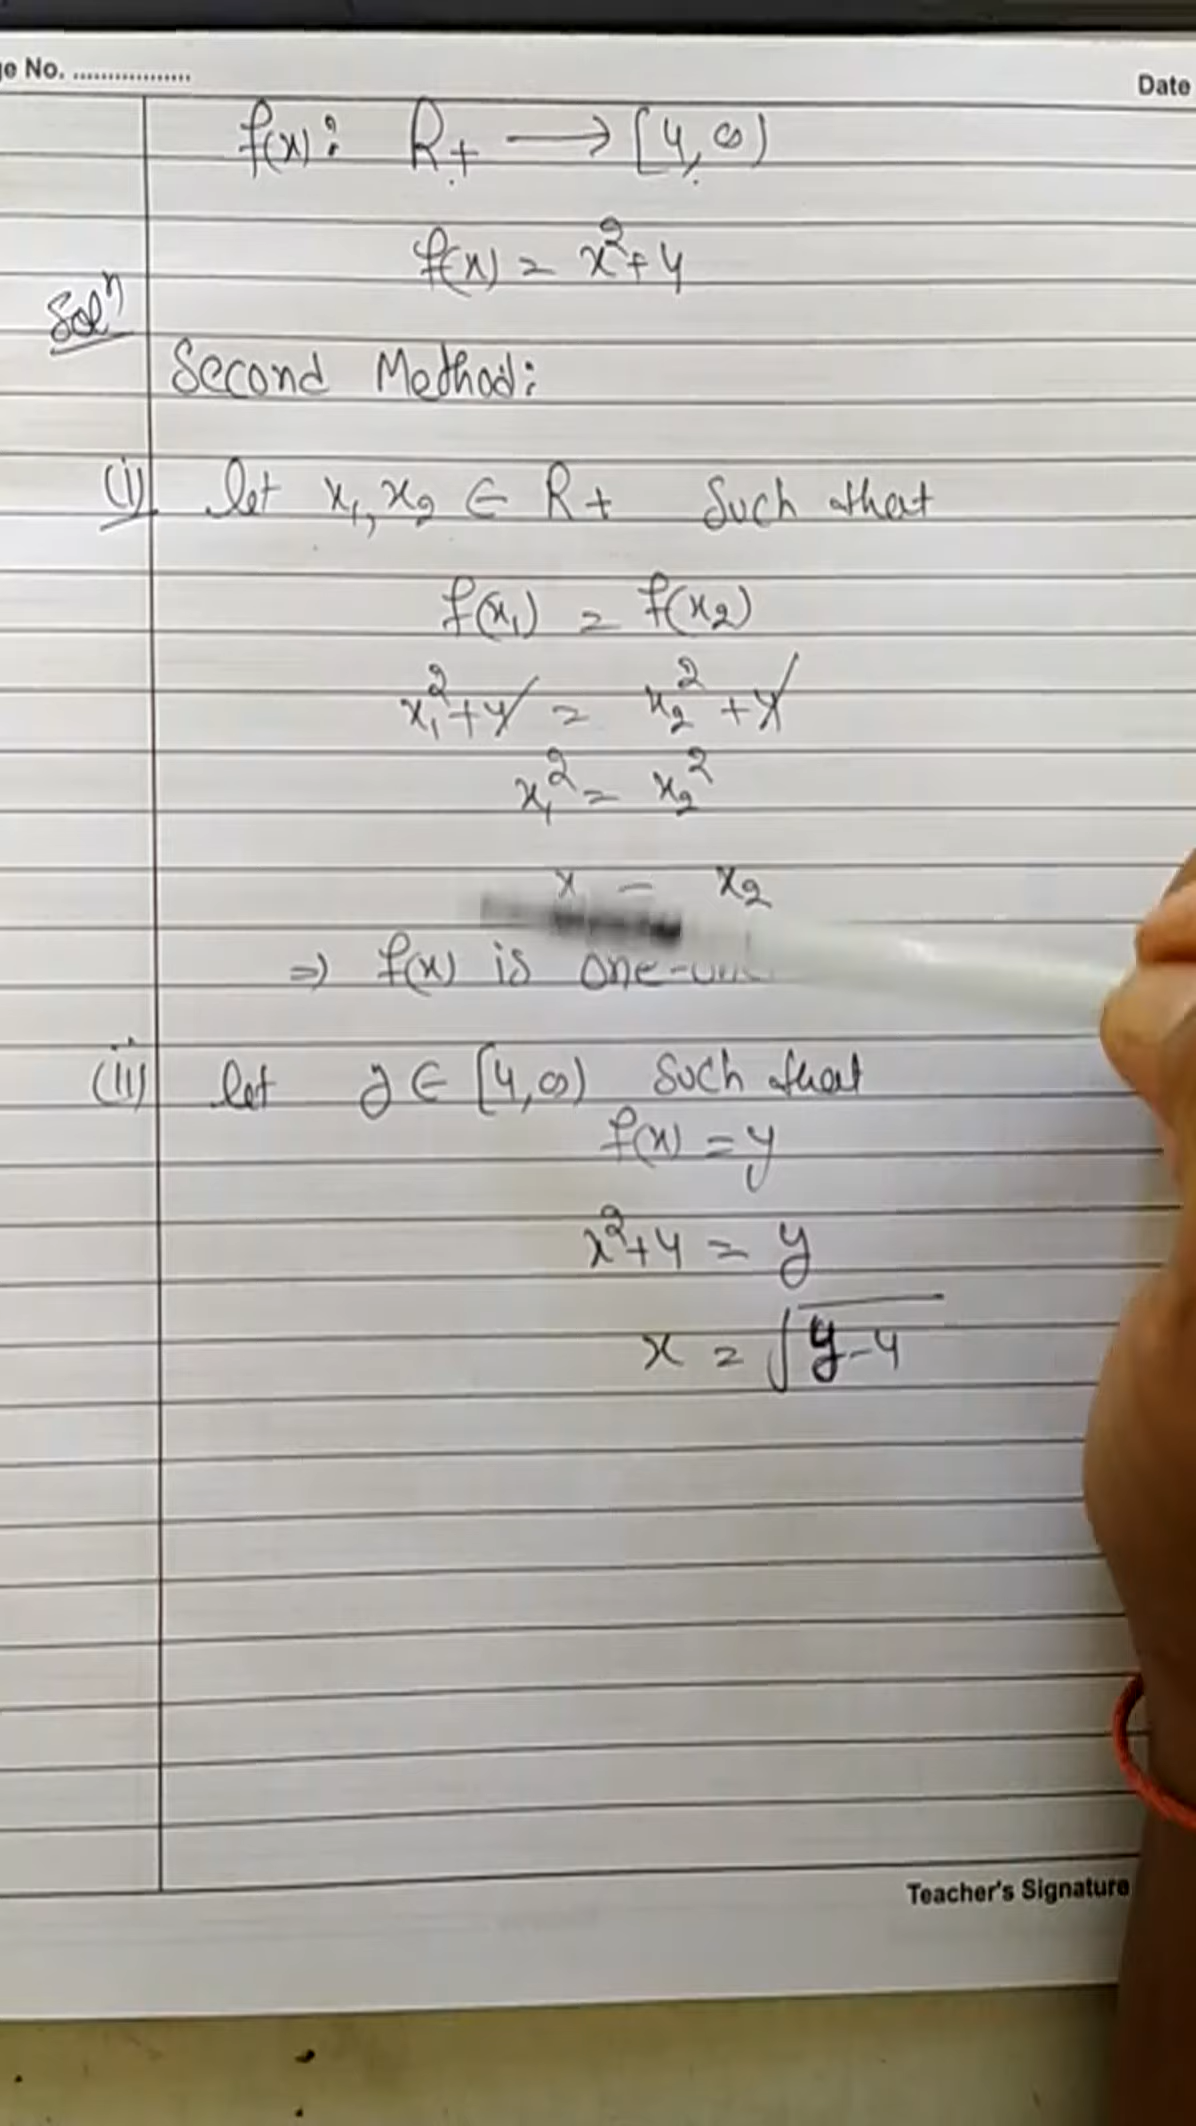 ge No. .................
Date
f(x): R+ → [4,∞)
f(x) = x²+4
Solⁿ
Second Method:
(i) let x₁, x₂ ∈ R+ Such that
f(x₁) = f(x₂)
x₁²+4 = x₂²+4
x₁² = x₂²
x = x₂
⇒ f(x) is one-
(ii) let y ∈ [4,∞) such that
f(x) = y
x²+4 = y
x = √y-4
Teacher's Signature